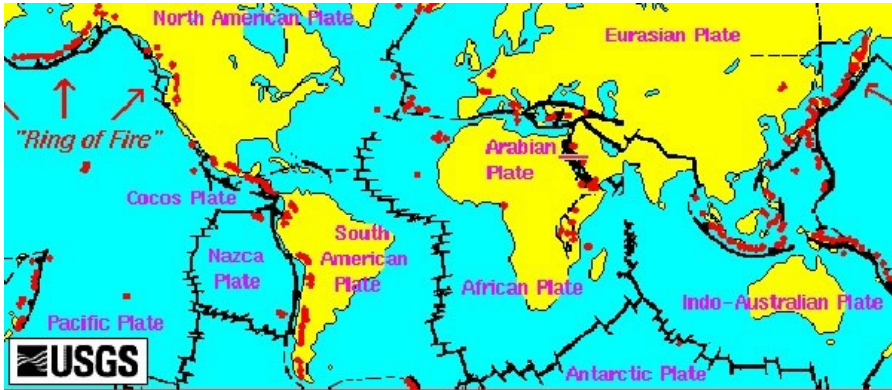 North American Plate
Eurasian Plate
"Ring of Fire"
Arabian
Plate
Cocos Plate
Nazca
Plate
South
American
Plate
African Plate
Indo-Australian Plate
Pacific Plate
Antarctic Plate
USGS